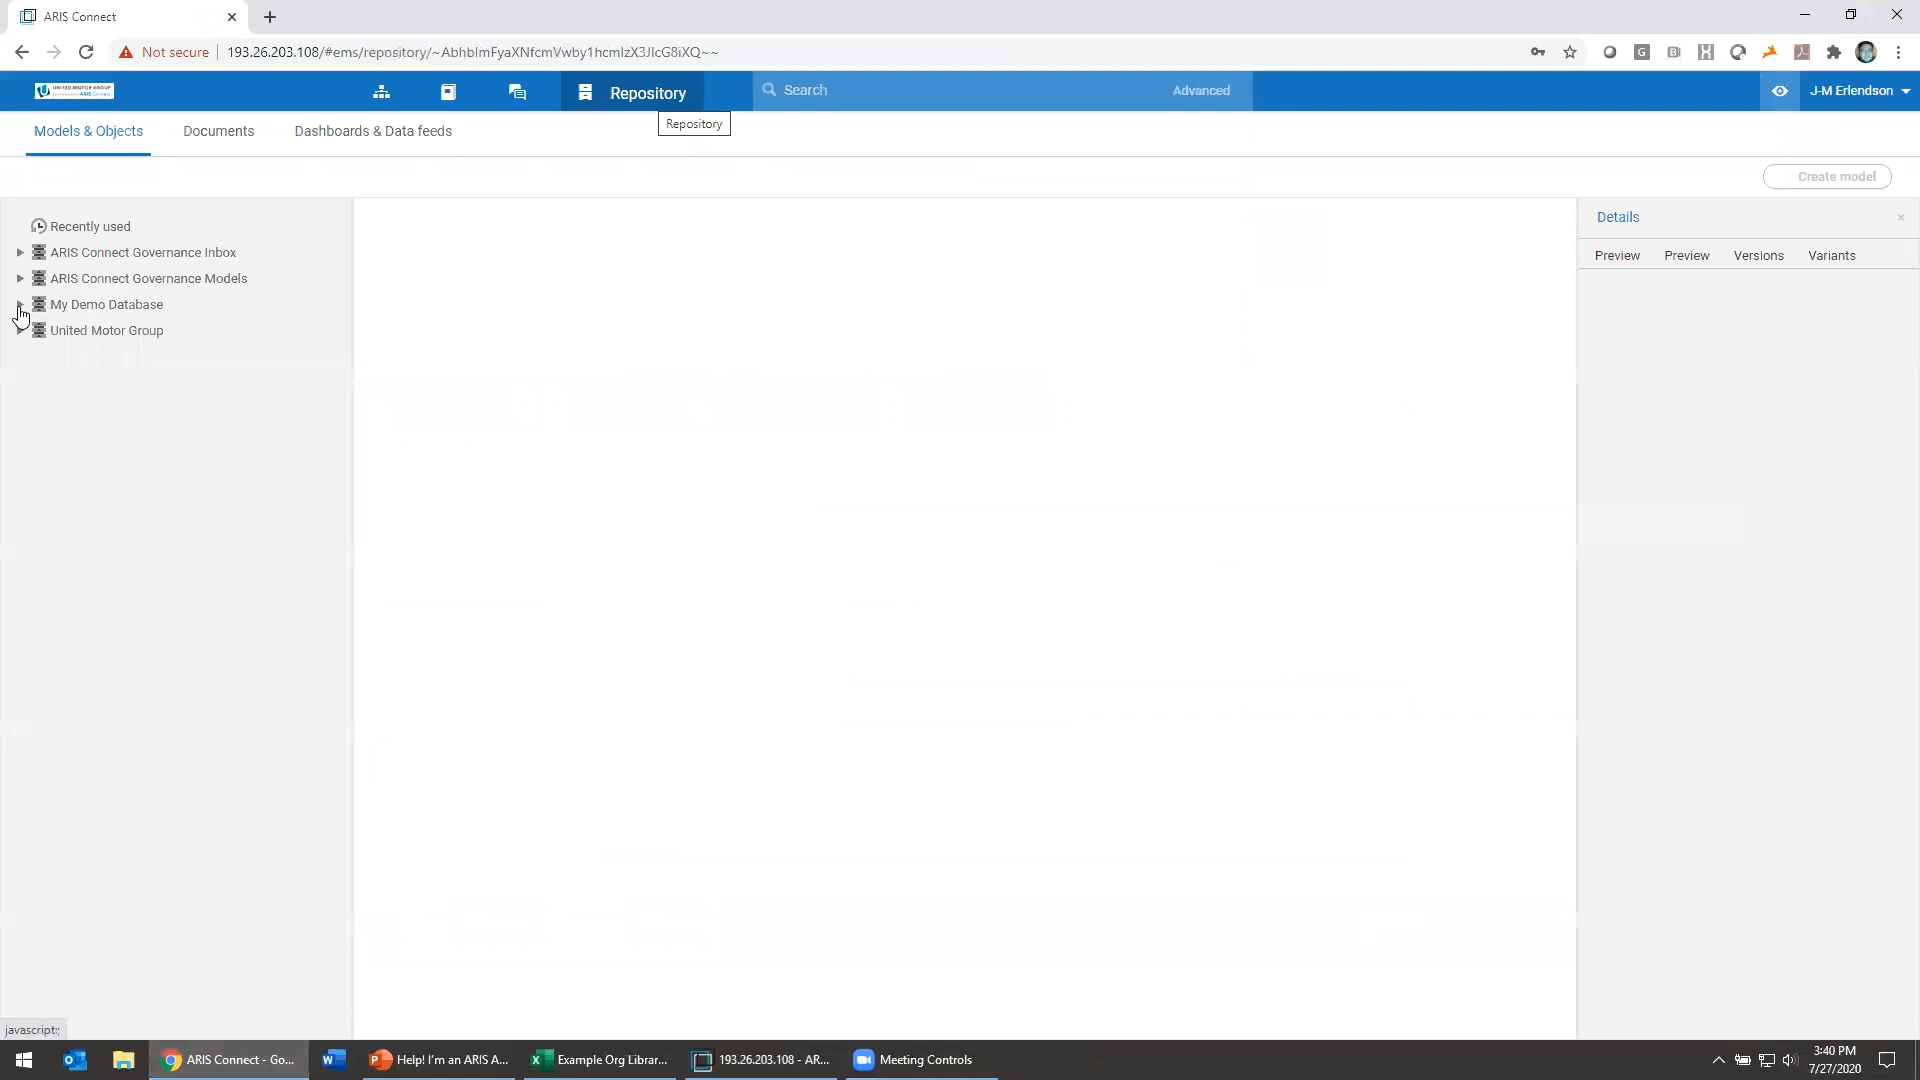 ARIS Connect
Not secure
193.26.203.108/#ems/repository/~AbhblmFyaXNfcmVwby1hcmlzX3JlcG8iXQ~~
UNITED MOTOR GROUP
Repository
Search
Advanced
J-M Erlendson
Repository
Models & Objects
Documents
Dashboards & Data feeds
Create model
Recently used
ARIS Connect Governance Inbox
ARIS Connect Governance Models
My Demo Database
United Motor Group
Details
Preview
Preview
Versions
Variants
javascript:;
ARIS Connect - Go...
Help! I'm an ARIS A...
Example Org Librar...
193.26.203.108 - AR...
Meeting Controls
3:40 PM
7/27/2020